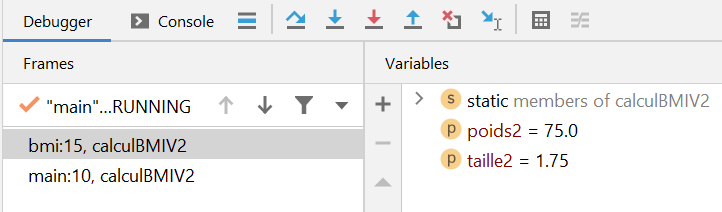 Debugger
Console
Frames
Variables
"main"...RUNNING
s static members of calculBMIV2
p poids2 = 75.0
p taille2 = 1.75
bmi:15, calculBMIV2
main:10, calculBMIV2